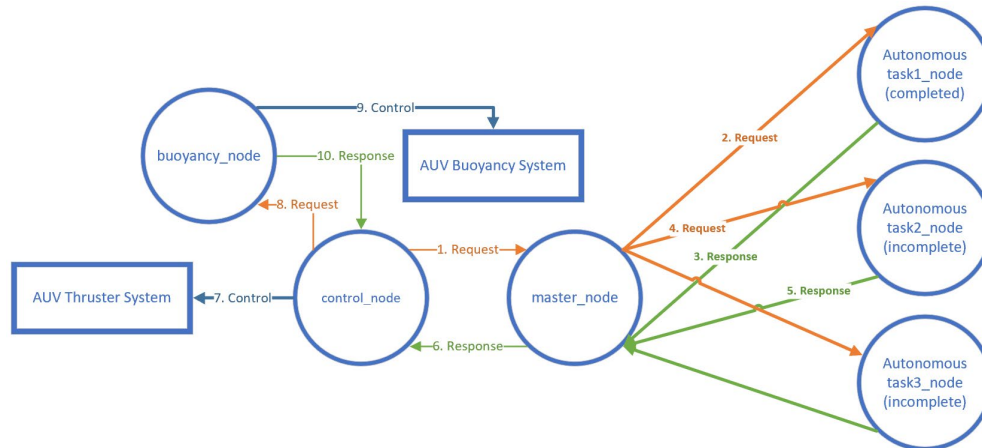 Autonomous
task1_node
(completed)
9. Control
2. Request
buoyancy_node
10. Response
AUV Buoyancy System
8. Request
Autonomous
task2_node
(incomplete)
4. Request
1. Request
3. Response
AUV Thruster System
7. Control
control_node
master_node
5. Response
6. Response
Autonomous
task3_node
(incomplete)